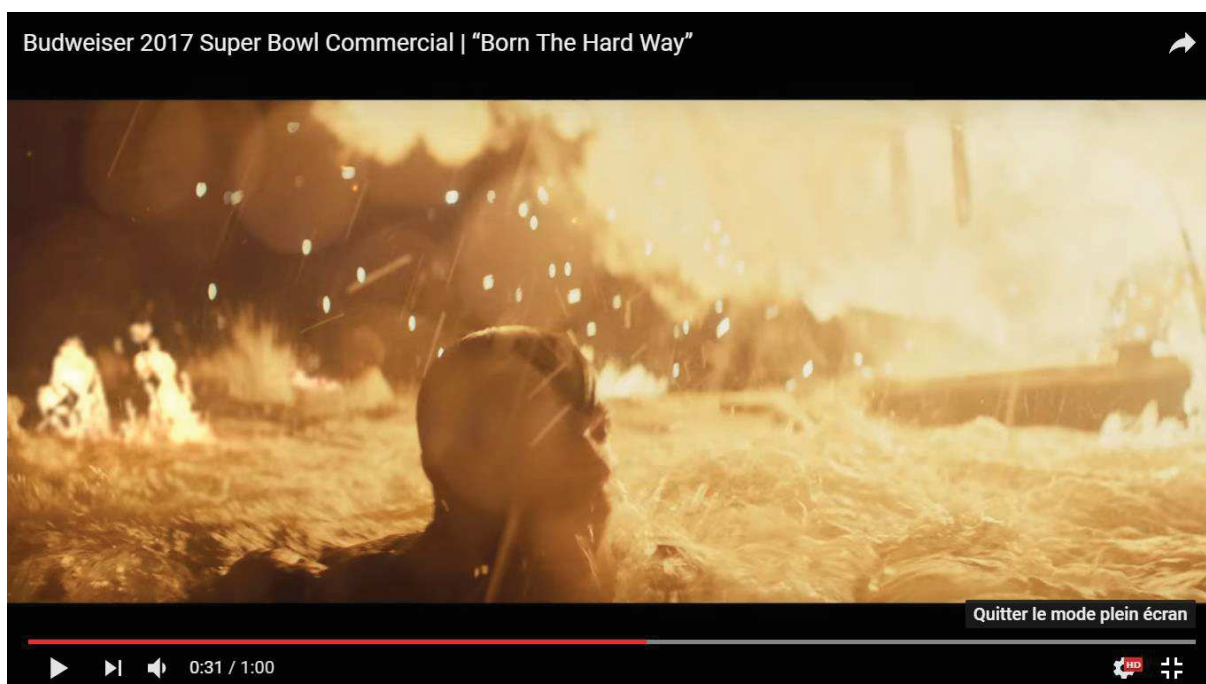 Budweiser 2017 Super Bowl Commercial | “Born The Hard Way”
Quitter le mode plein écran
0:31 / 1:00
HD